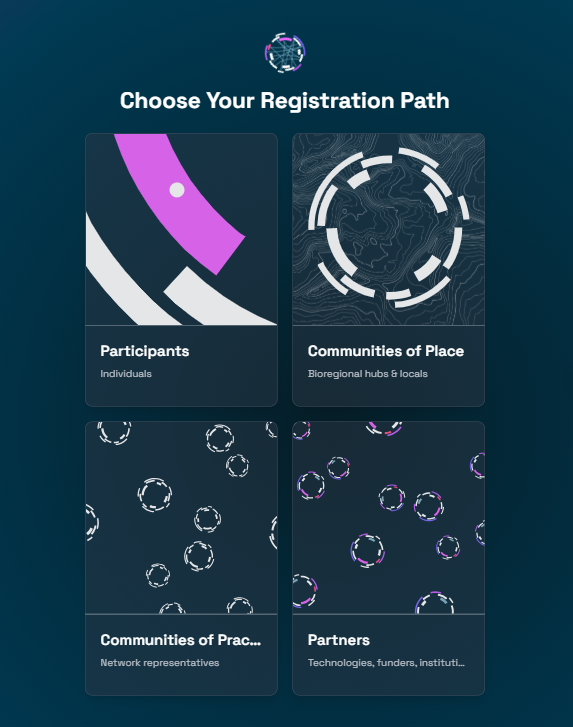 Choose Your Registration Path
Participants
Individuals
Communities of Place
Bioregional hubs & locals
Communities of Prac...
Network representatives
Partners
Technologies, funders, instituti...